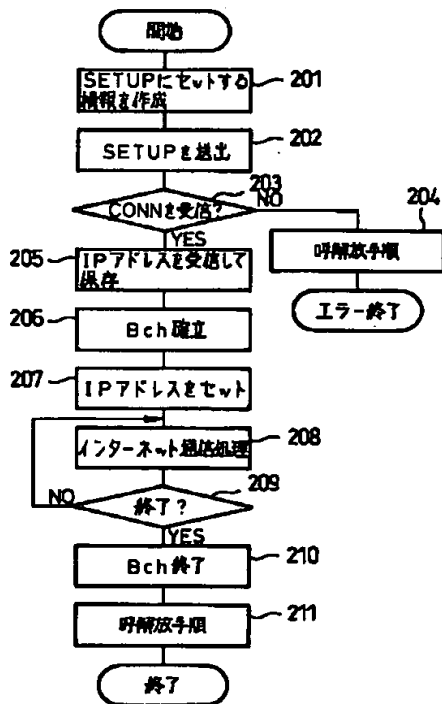 開始
SETUPにセットする
情報を作成
201
SETUPを送出
202
CONNを受信?
203
NO
204
呼解放手順
エラー終了
YES
205
IPアドレスを受信して
保存
206
Bch確立
207
IPアドレスをセット
インターネット通信処理
208
209
NO
終了?
YES
Bch終了
210
呼解放手順
211
終了